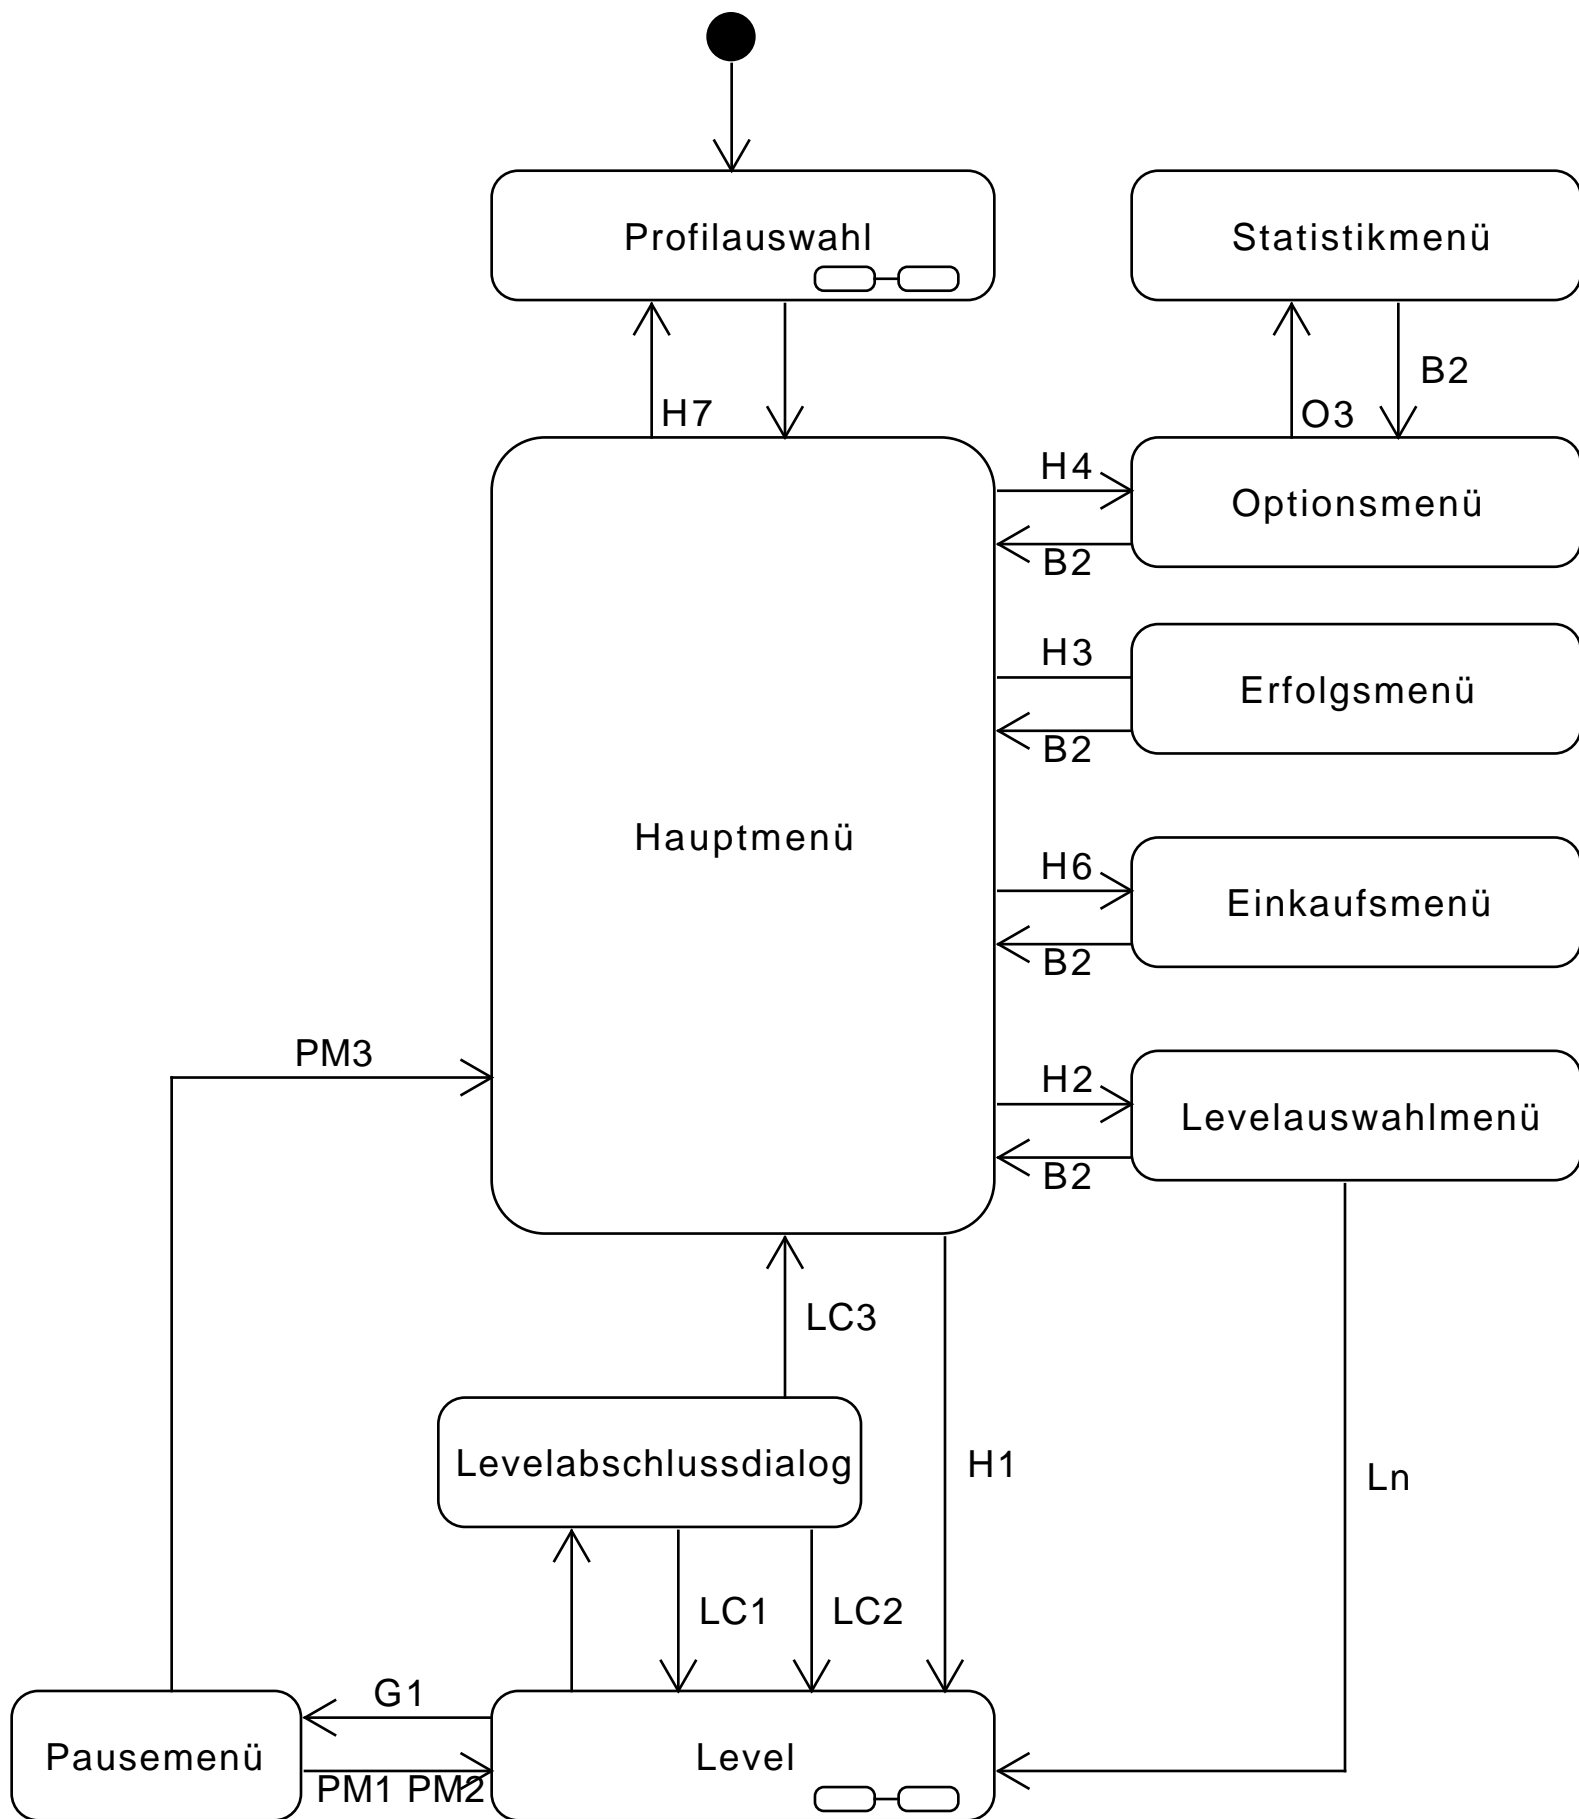 Profilauswahl
Statistikmenü
B2
H7
O3
H4
Optionsmenü
B2
H3
Erfolgsmenü
B2
Hauptmenü
H6
Einkaufsmenü
B2
PM3
H2
Levelauswahlmenü
B2
LC3
Levelabschlussdialog
H1
Ln
LC1
LC2
G1
Pausemenü
Level
PM1 PM2